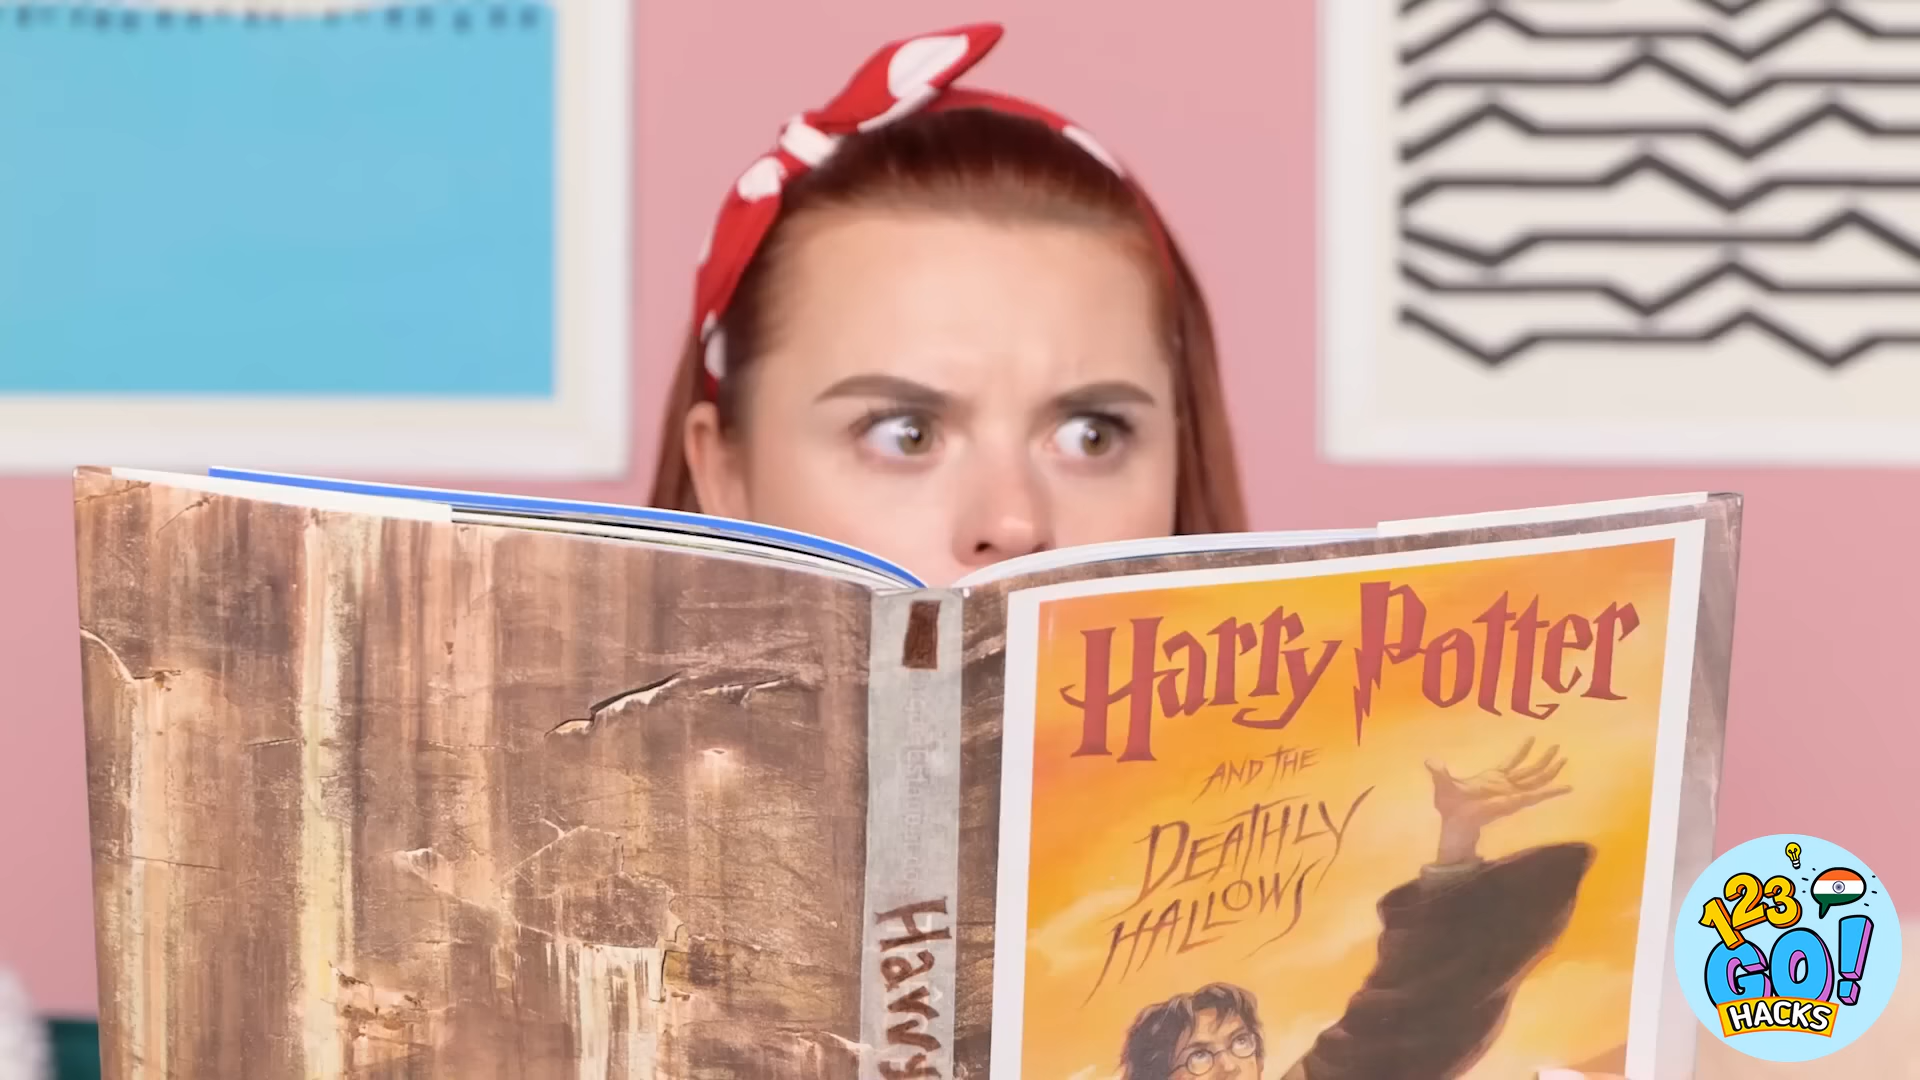 Harry Potter
AND THE
DEATHLY
HALLOWS
Harry
123
GO!
HACKS